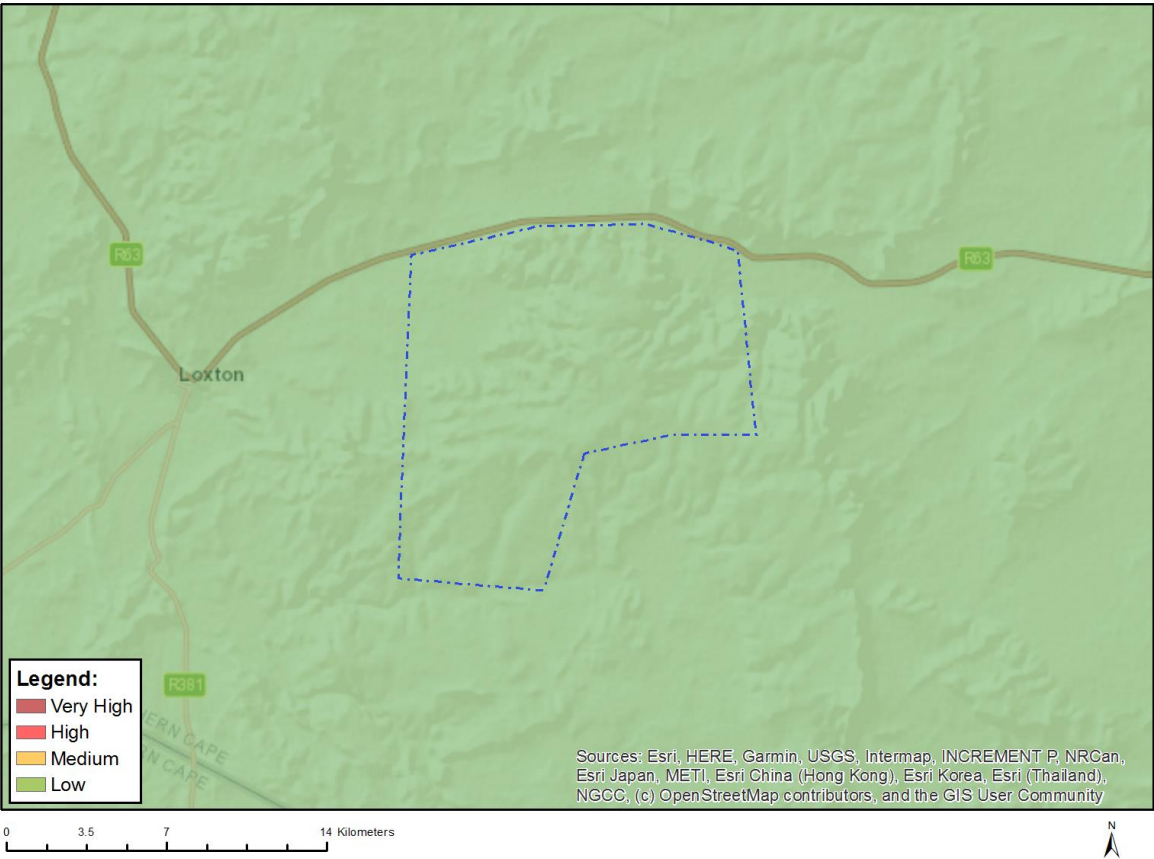 R63
R63
Loxton
R381
HERN CAPE
RN CAPE
Legend:
Very High
High
Medium
Low
Sources: Esri, HERE, Garmin, USGS, Intermap, INCREMENT P, NRCan,
Esri Japan, METI, Esri China (Hong Kong), Esri Korea, Esri (Thailand),
NGCC, (c) OpenStreetMap contributors, and the GIS User Community
0 3.5 7 14 Kilometers
N